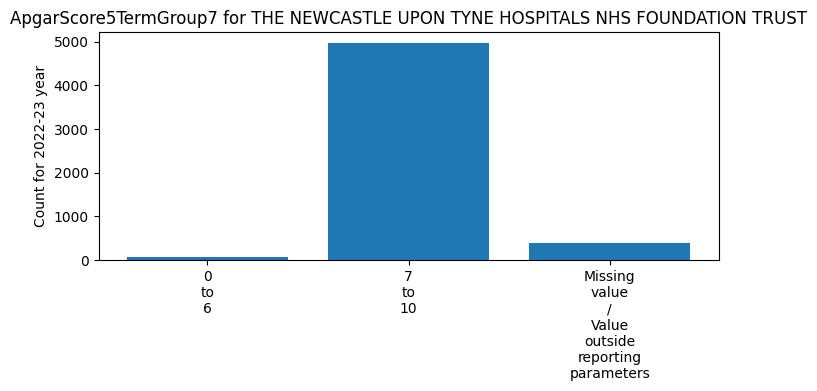 ApgarScore5TermGroup7 for THE NEWCASTLE UPON TYNE HOSPITALS NHS FOUNDATION TRUST
Count for 2022-23 year
5000
4000
3000
2000
1000
0
0
to
6
7
to
10
Missing
value
/
Value
outside
reporting
parameters